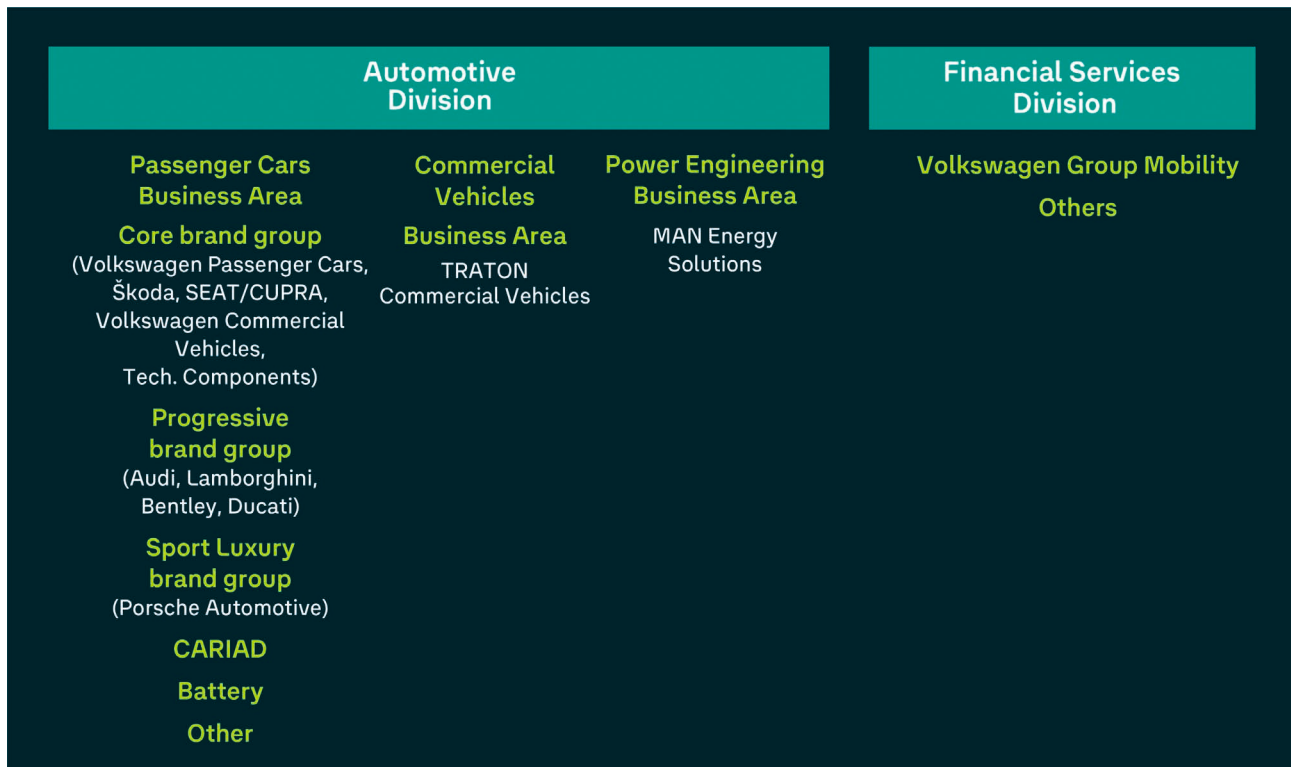 Automotive
Division
Passenger Cars
Business Area
Core brand group
(Volkswagen Passenger Cars,
Škoda, SEAT/CUPRA,
Volkswagen Commercial
Vehicles,
Tech. Components)
Progressive
brand group
(Audi, Lamborghini,
Bentley, Ducati)
Sport Luxury
brand group
(Porsche Automotive)
CARIAD
Battery
Other
Commercial
Vehicles
Business Area
TRATON
Commercial Vehicles
Power Engineering
Business Area
MAN Energy
Solutions
Financial Services
Division
Volkswagen Group Mobility
Others